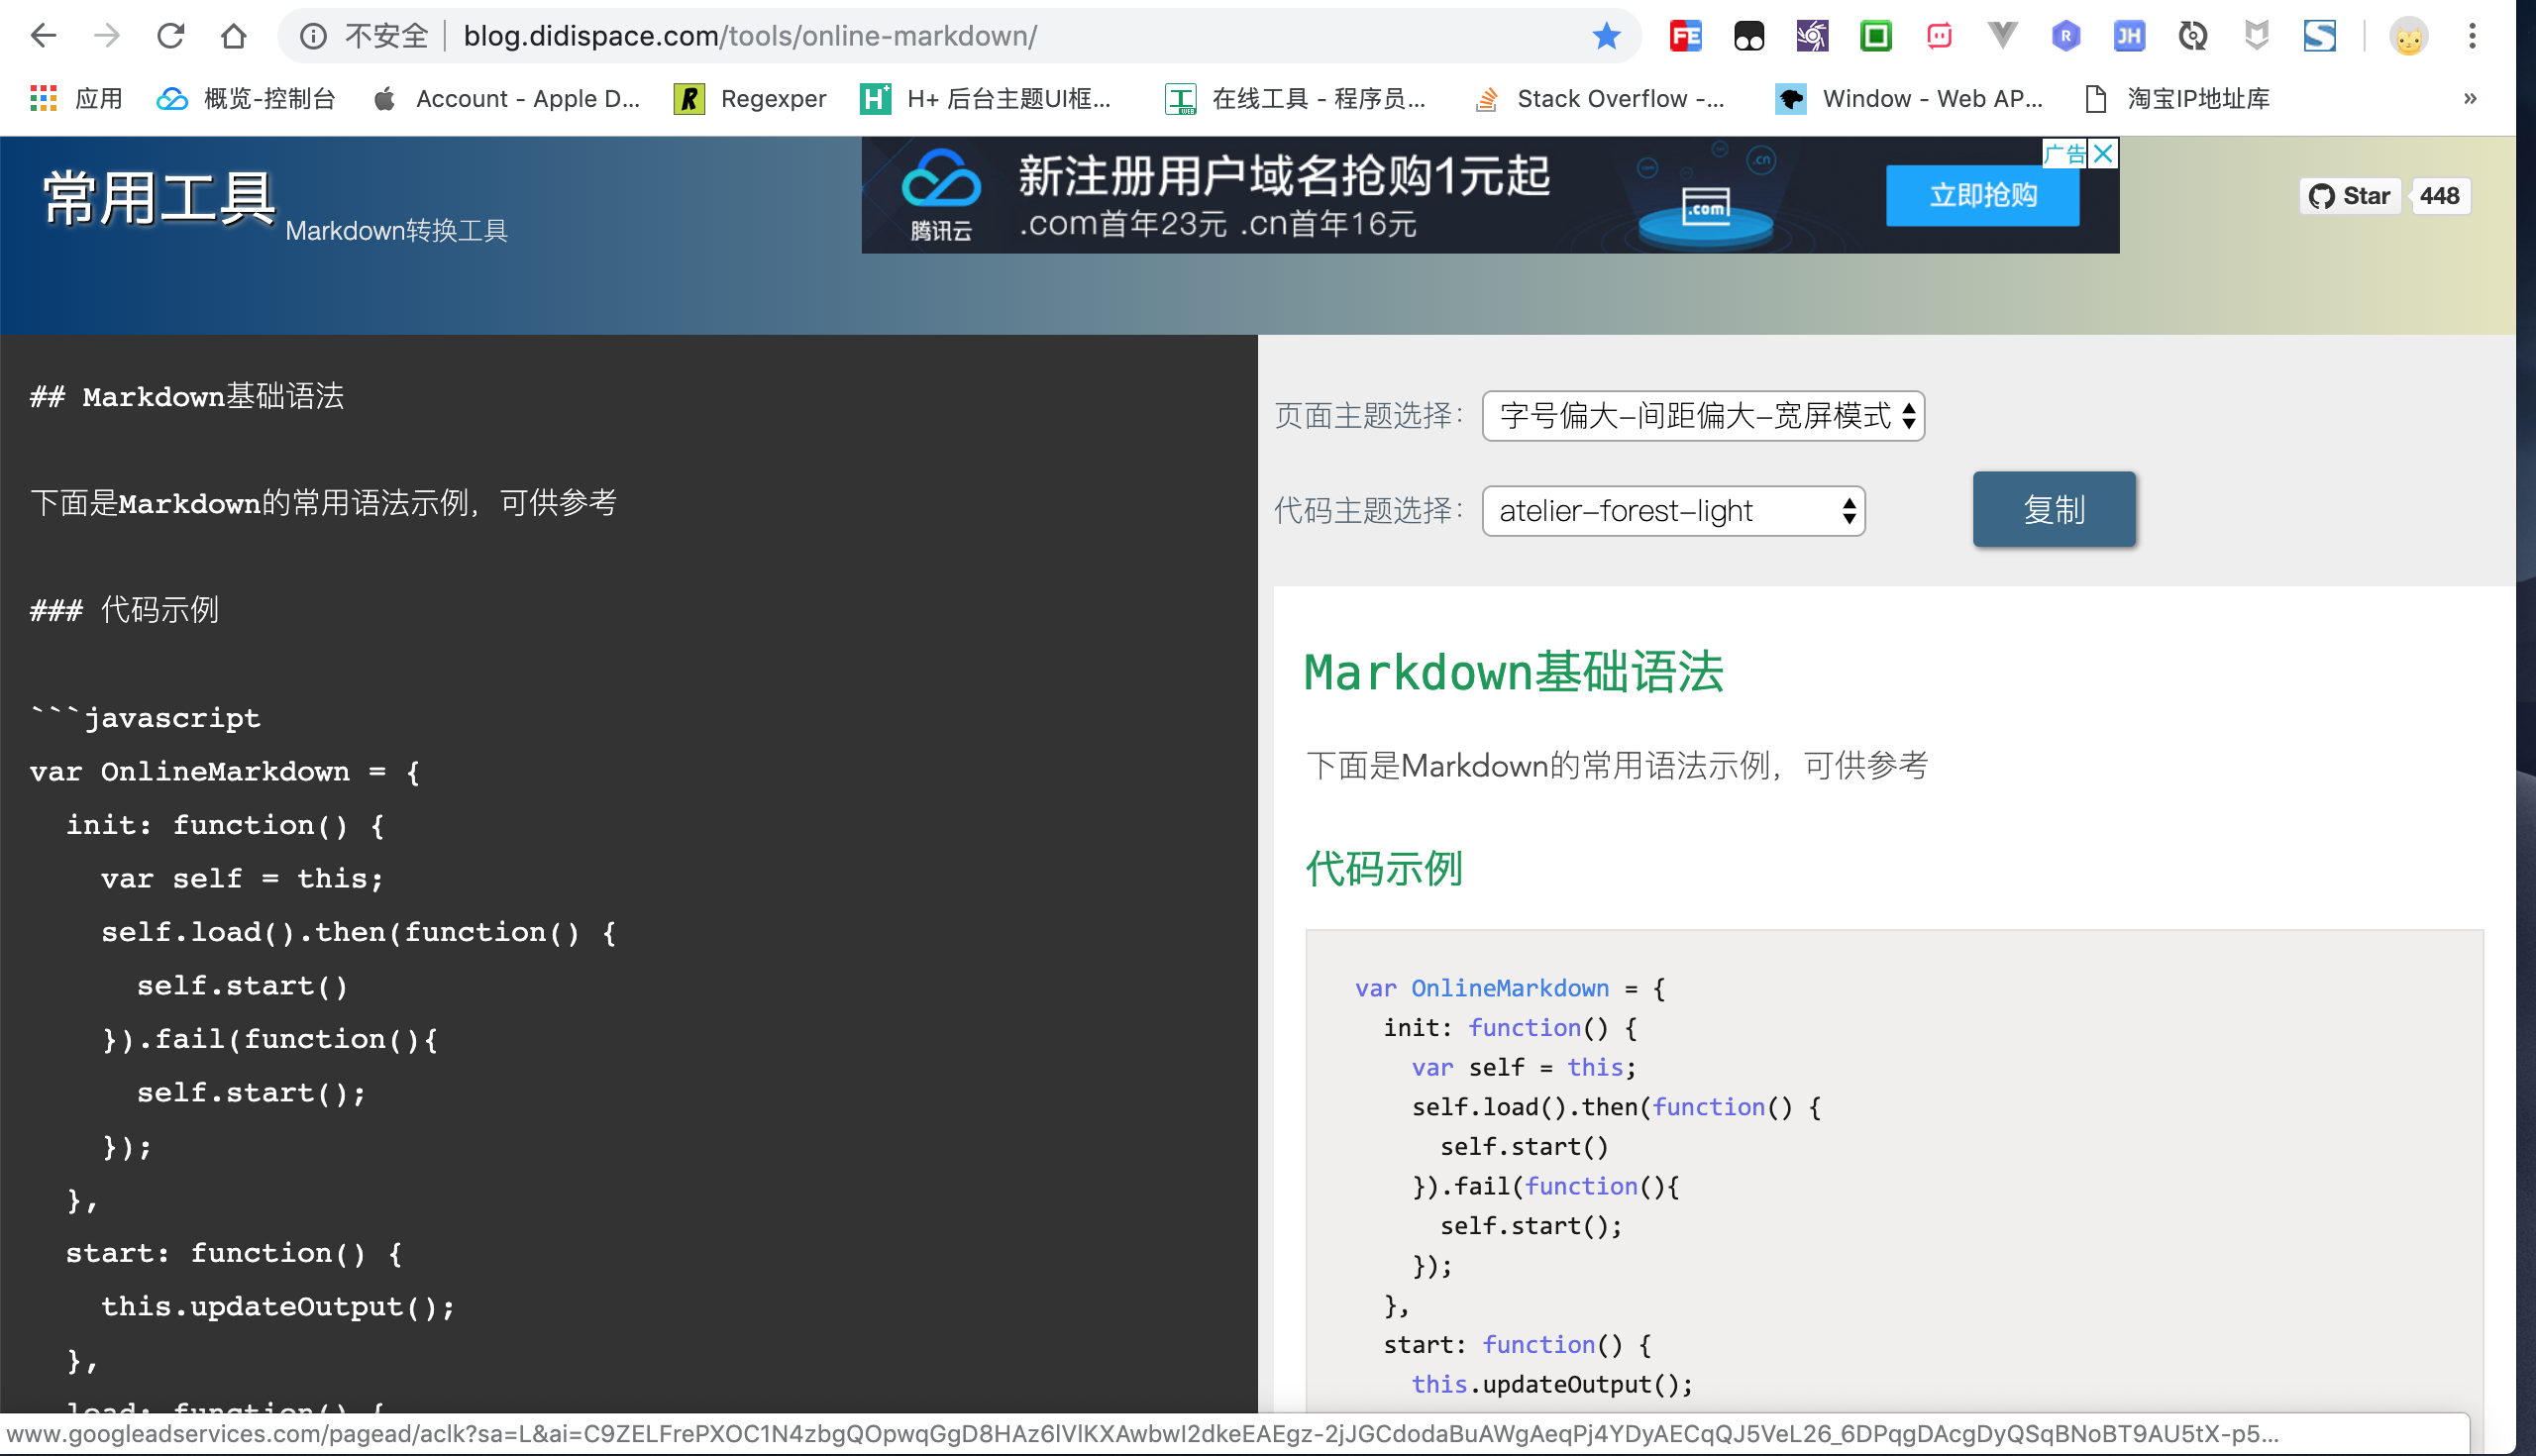 不安全 blog.didispace.com/tools/online-markdown/
应用 概览-控制台 Account - Apple D... Regexper H+ 后台主题UI框... 在线工具 - 程序员... Stack Overflow -... Window - Web AP... 淘宝IP地址库 »
常用工具 Markdown转换工具
腾讯云
新注册用户域名抢购1元起
.com首年23元 .cn首年16元
.com
.cn
立即抢购
广告
Star 448
## Markdown基础语法
下面是Markdown的常用语法示例，可供参考
### 代码示例
```javascript
var OnlineMarkdown = {
  init: function() {
    var self = this;
    self.load().then(function() {
      self.start()
    }).fail(function(){
      self.start();
    });
  },
  start: function() {
    this.updateOutput();
  },
  load: function() {
页面主题选择： 字号偏大-间距偏大-宽屏模式
代码主题选择： atelier-forest-light 复制
Markdown基础语法
下面是Markdown的常用语法示例，可供参考
代码示例
var OnlineMarkdown = {
  init: function() {
    var self = this;
    self.load().then(function() {
      self.start()
    }).fail(function(){
      self.start();
    });
  },
  start: function() {
    this.updateOutput();